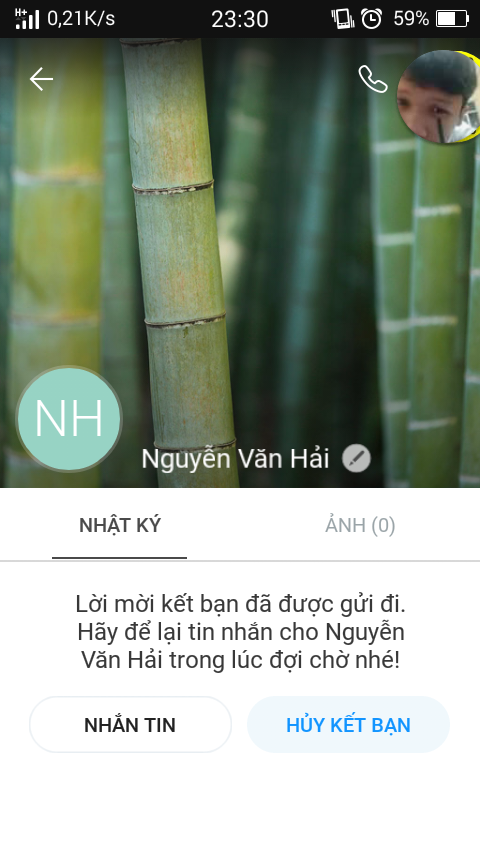 H+ 0,21K/s 23:30 59%
NH
Nguyễn Văn Hải
NHẬT KÝ ẢNH (0)
Lời mời kết bạn đã được gửi đi.
Hãy để lại tin nhắn cho Nguyễn
Văn Hải trong lúc đợi chờ nhé!
NHẮN TIN HỦY KẾT BẠN